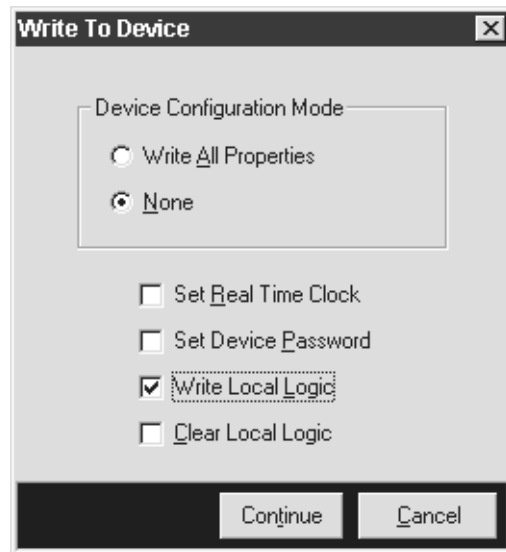 Write To Device
Device Configuration Mode
Write All Properties
None
Set Real Time Clock
Set Device Password
Write Local Logic
Clear Local Logic
Continue Cancel